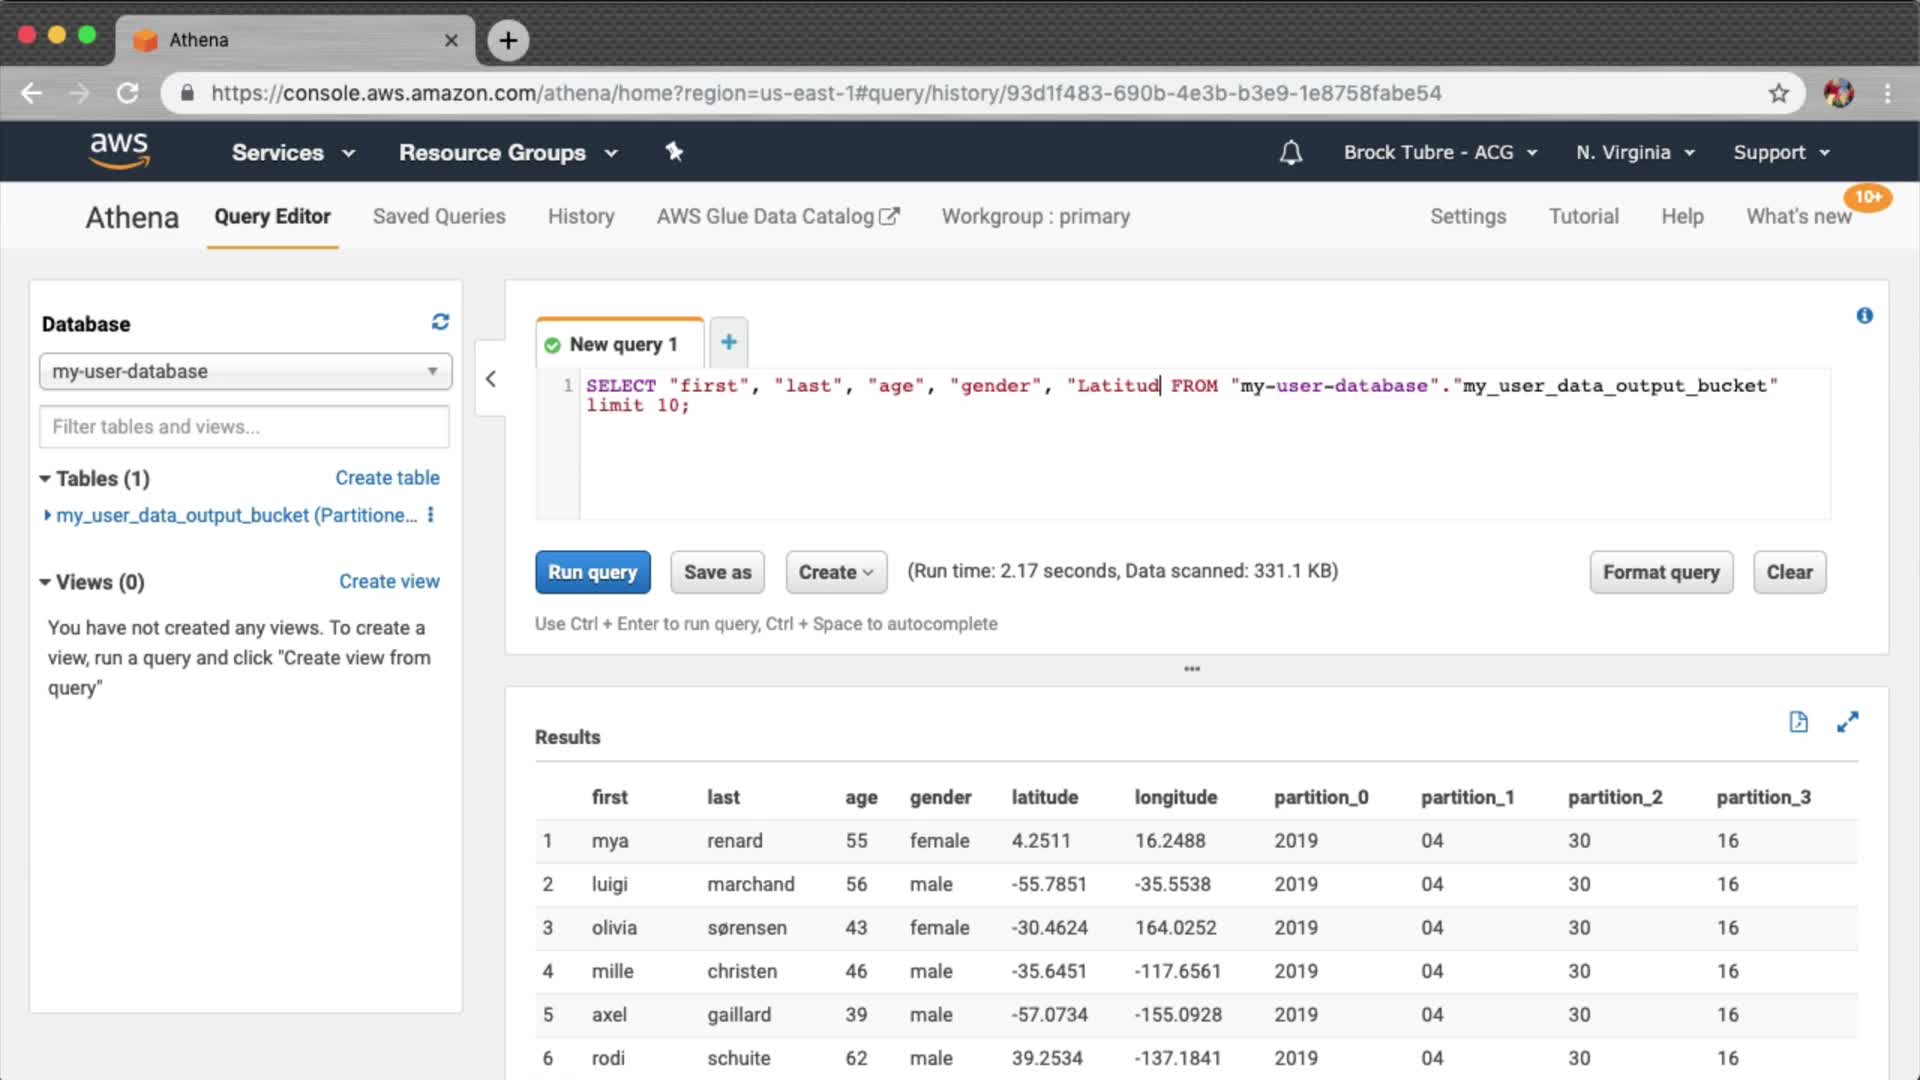 Athena
https://console.aws.amazon.com/athena/home?region=us-east-1#query/history/93d1f483-690b-4e3b-b3e9-1e8758fabe54
aws Services Resource Groups Brock Tubre - ACG N. Virginia Support
Athena Query Editor Saved Queries History AWS Glue Data Catalog Workgroup : primary Settings Tutorial Help What's new 10+
Database
my-user-database
Filter tables and views...
Tables (1) Create table
my_user_data_output_bucket (Partitione...
Views (0) Create view
You have not created any views. To create a
view, run a query and click "Create view from
query"
New query 1
1 SELECT "first", "last", "age", "gender", "Latitud FROM "my-user-database"."my_user_data_output_bucket"
limit 10;
Run query Save as Create (Run time: 2.17 seconds, Data scanned: 331.1 KB) Format query Clear
Use Ctrl + Enter to run query, Ctrl + Space to autocomplete
Results
first last age gender latitude longitude partition_0 partition_1 partition_2 partition_3
1 mya renard 55 female 4.2511 16.2488 2019 04 30 16
2 luigi marchand 56 male -55.7851 -35.5538 2019 04 30 16
3 olivia sørensen 43 female -30.4624 164.0252 2019 04 30 16
4 mille christen 46 male -35.6451 -117.6561 2019 04 30 16
5 axel gaillard 39 male -57.0734 -155.0928 2019 04 30 16
6 rodi schuite 62 male 39.2534 -137.1841 2019 04 30 16